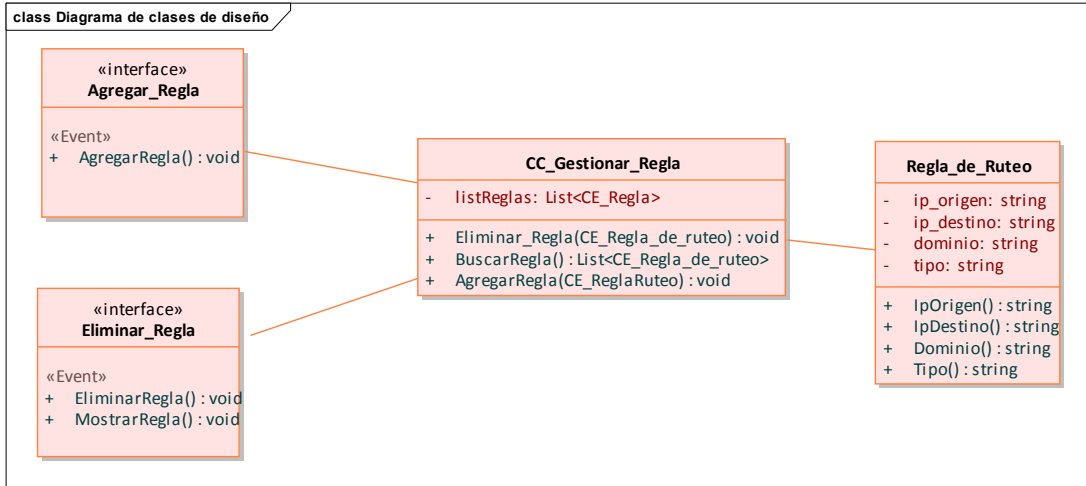 class Diagrama de clases de diseño
«interface»
Agregar_Regla
«Event»
+ AgregarRegla() : void
«interface»
Eliminar_Regla
«Event»
+ EliminarRegla() : void
+ MostrarRegla() : void
CC_Gestionar_Regla
- listReglas: List<CE_Regla>
+ Eliminar_Regla(CE_Regla_de_ruteo) : void
+ BuscarRegla() : List<CE_Regla_de_ruteo>
+ AgregarRegla(CE_ReglaRuteo) : void
Regla_de_Ruteo
- ip_origen: string
- ip_destino: string
- dominio: string
- tipo: string
+ IpOrigen() : string
+ IpDestino() : string
+ Dominio() : string
+ Tipo() : string